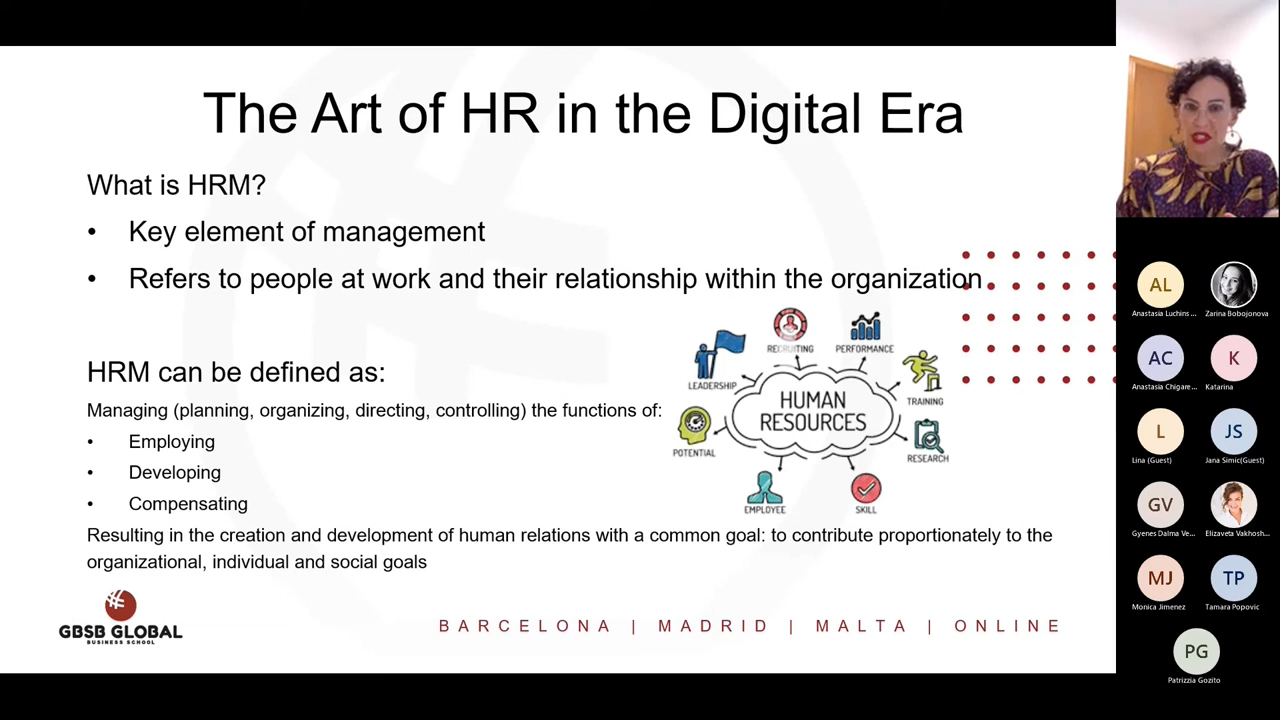 The Art of HR in the Digital Era
What is HRM?
• Key element of management
• Refers to people at work and their relationship within the organization
HRM can be defined as:
Managing (planning, organizing, directing, controlling) the functions of:
• Employing
• Developing
• Compensating
Resulting in the creation and development of human relations with a common goal: to contribute proportionately to the
organizational, individual and social goals
RECRUITING
PERFORMANCE
LEADERSHIP
TRAINING
HUMAN
RESOURCES
POTENTIAL
RESEARCH
EMPLOYEE
SKILL
GBSB GLOBAL
BUSINESS SCHOOL
BARCELONA | MADRID | MALTA | ONLINE
AL
Anastasia Luchins ...
Zarina Bobojonova
AC
Anastasia Chigare...
K
Katarina
L
Lina (Guest)
JS
Jana Simic(Guest)
GV
Gyenes Dalma Ve...
Elizaveta Vakhosh...
MJ
Monica Jimenez
TP
Tamara Popovic
PG
Patrizzia Gozito